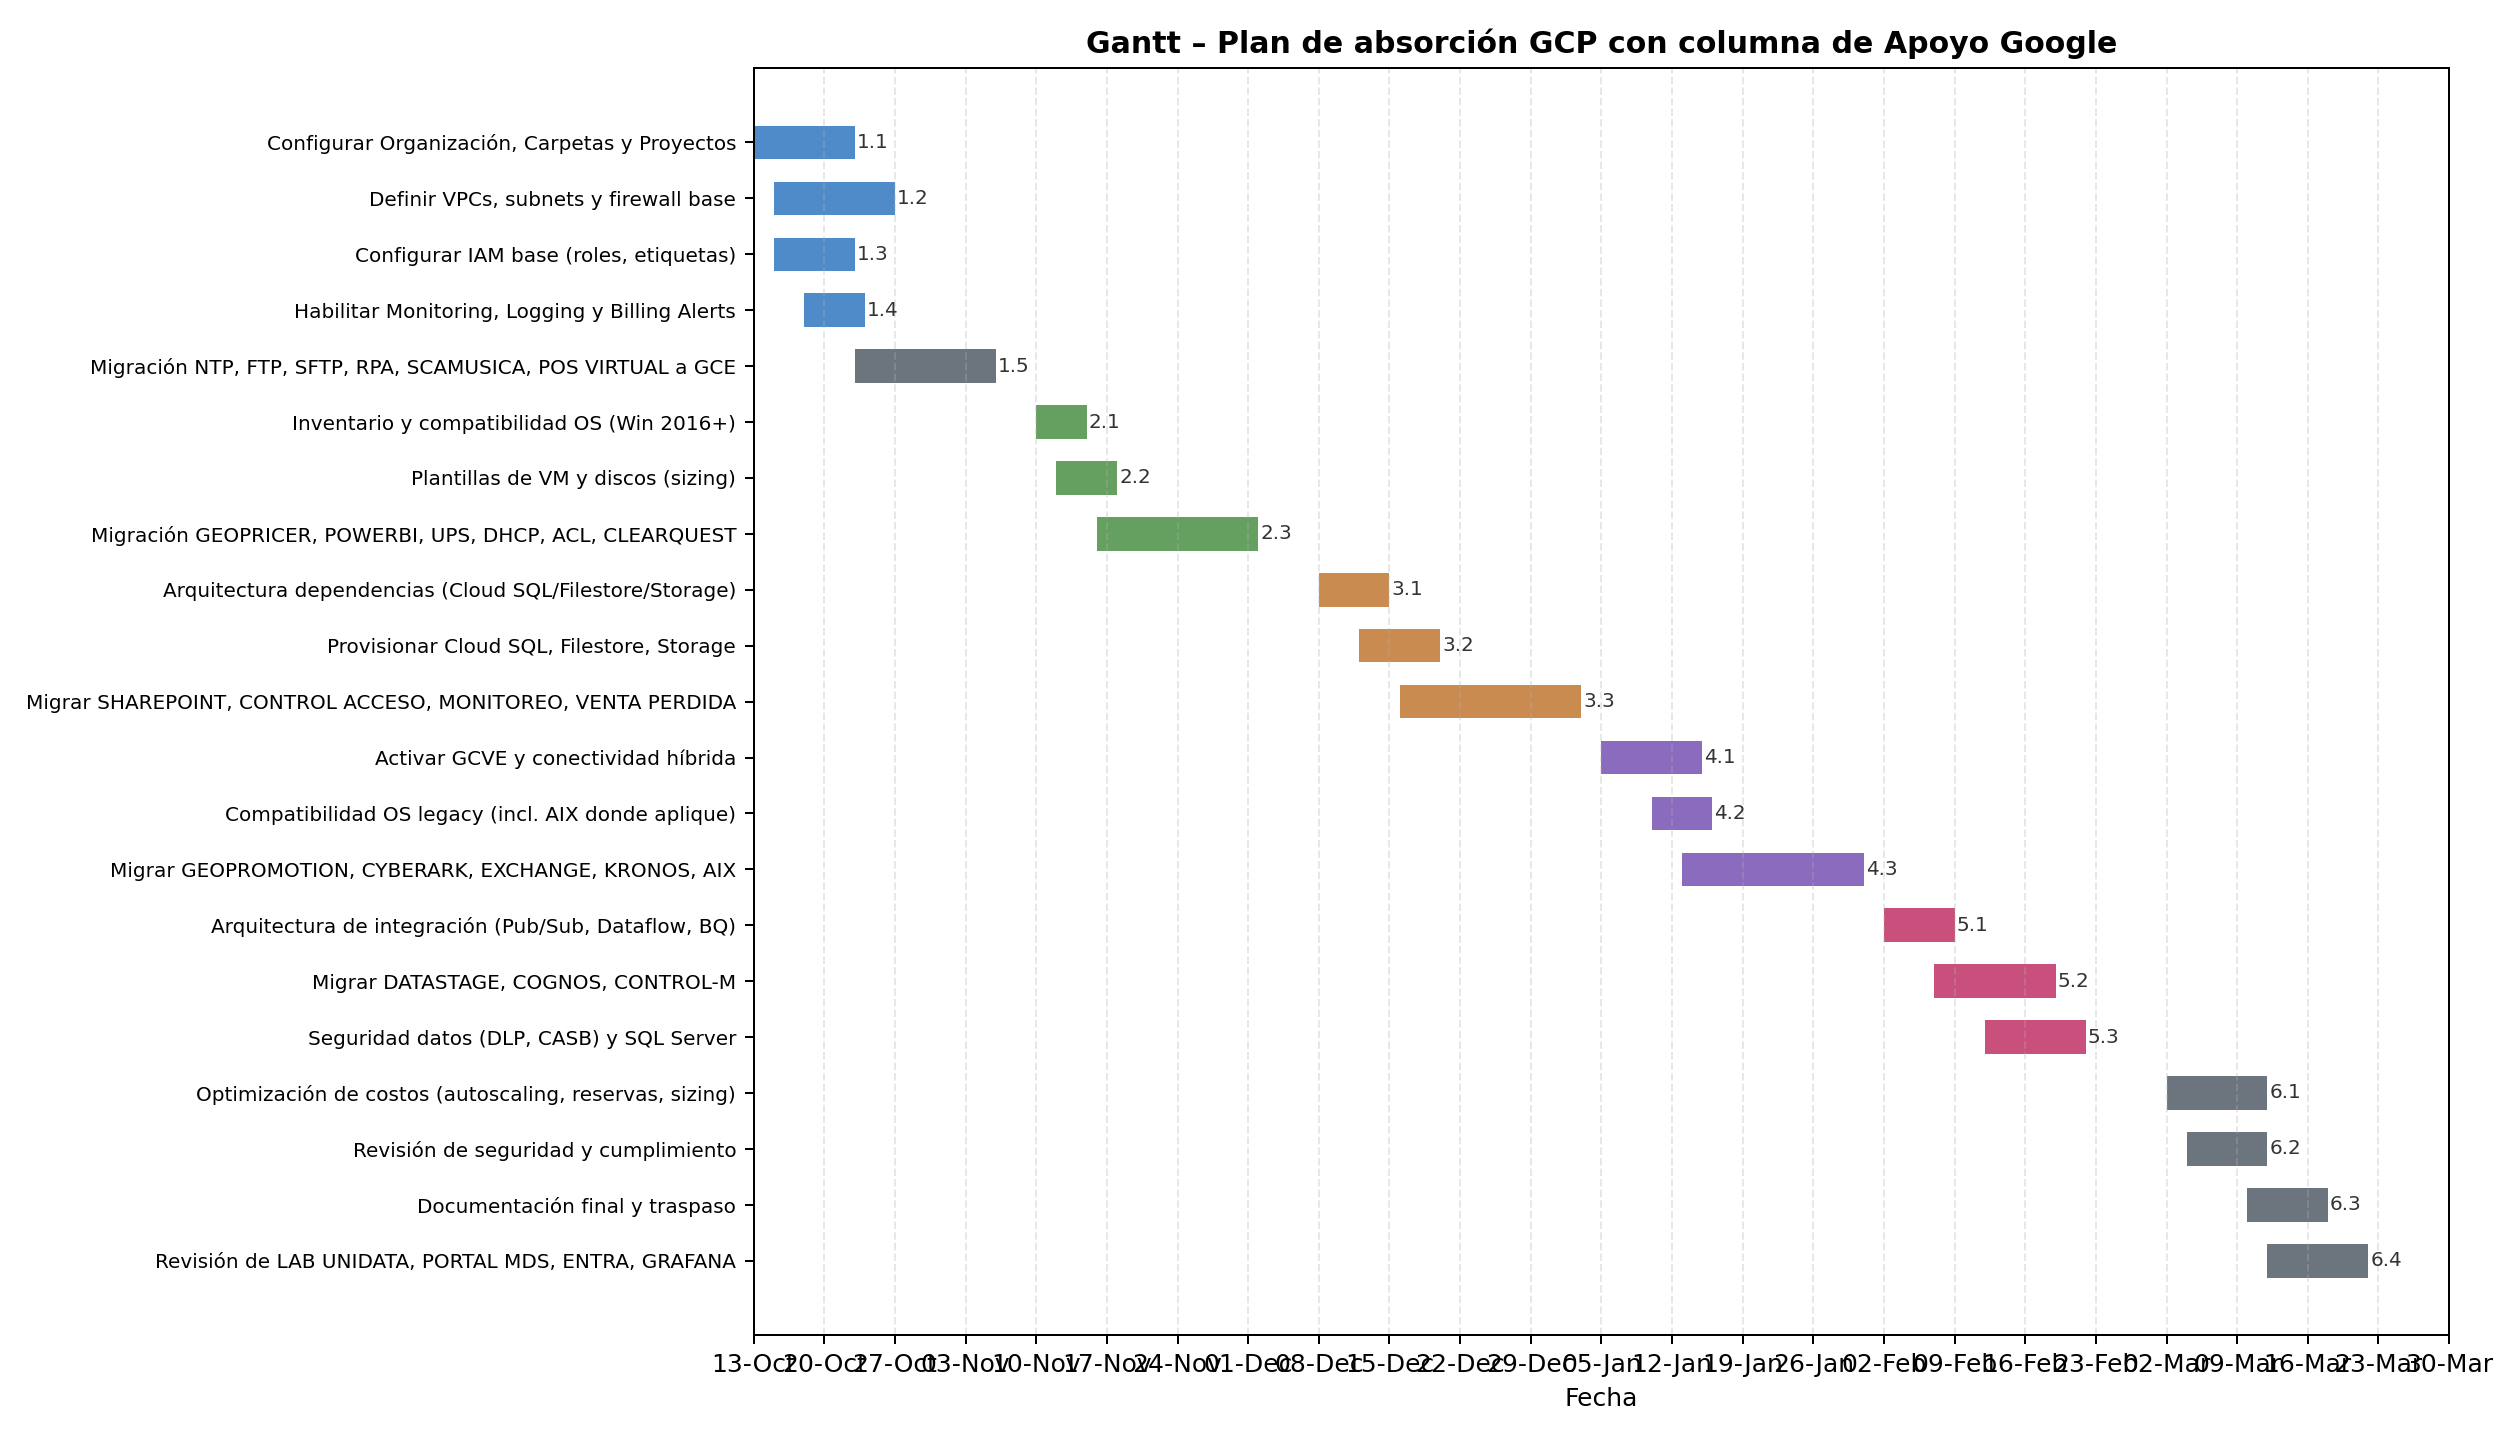 Gantt – Plan de absorción GCP con columna de Apoyo Google
Configurar Organización, Carpetas y Proyectos 1.1
Definir VPCs, subnets y firewall base 1.2
Configurar IAM base (roles, etiquetas) 1.3
Habilitar Monitoring, Logging y Billing Alerts 1.4
Migración NTP, FTP, SFTP, RPA, SCAMUSICA, POS VIRTUAL a GCE 1.5
Inventario y compatibilidad OS (Win 2016+) 2.1
Plantillas de VM y discos (sizing) 2.2
Migración GEOPRICER, POWERBI, UPS, DHCP, ACL, CLEARQUEST 2.3
Arquitectura dependencias (Cloud SQL/Filestore/Storage) 3.1
Provisionar Cloud SQL, Filestore, Storage 3.2
Migrar SHAREPOINT, CONTROL ACCESO, MONITOREO, VENTA PERDIDA 3.3
Activar GCVE y conectividad híbrida 4.1
Compatibilidad OS legacy (incl. AIX donde aplique) 4.2
Migrar GEOPROMOTION, CYBERARK, EXCHANGE, KRONOS, AIX 4.3
Arquitectura de integración (Pub/Sub, Dataflow, BQ) 5.1
Migrar DATASTAGE, COGNOS, CONTROL-M 5.2
Seguridad datos (DLP, CASB) y SQL Server 5.3
Optimización de costos (autoscaling, reservas, sizing) 6.1
Revisión de seguridad y cumplimiento 6.2
Documentación final y traspaso 6.3
Revisión de LAB UNIDATA, PORTAL MDS, ENTRA, GRAFANA 6.4
13-Oct 20-Oct 27-Oct 03-Nov 10-Nov 17-Nov 24-Nov 01-Dec 08-Dec 15-Dec 22-Dec 29-Dec 05-Jan 12-Jan 19-Jan 26-Jan 02-Feb 09-Feb 16-Feb 23-Feb 02-Mar 09-Mar 16-Mar 23-Mar 30-Mar
Fecha